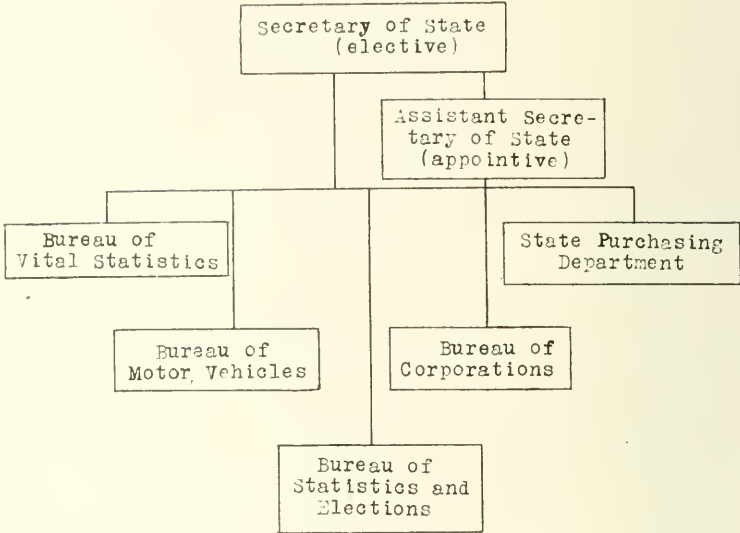 Secretary of State
(elective)
Assistant Secre-
tary of State
(appointive)
Bureau of
Vital Statistics
State Purchasing
Department
Bureau of
Motor Vehicles
Bureau of
Corporations
Bureau of
Statistics and
Elections